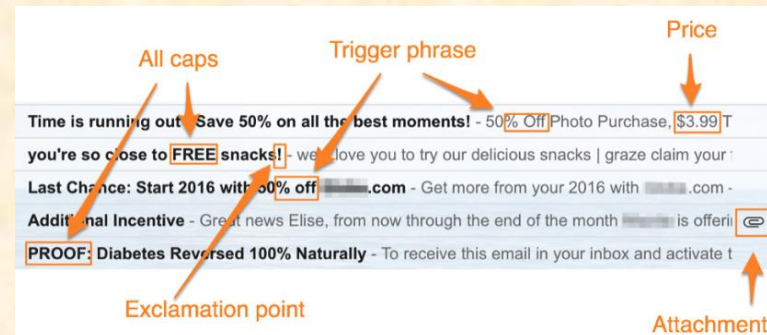 Price
All caps
Trigger phrase
Time is running out! Save 50% on all the best moments! - 50% Off Photo Purchase, $3.99 T
you're so close to FREE snacks! - we love you to try our delicious snacks | graze claim your
Last Chance: Start 2016 with 50% off .com - Get more from your 2016 with .com -
Additional Incentive - Great news Elise, from now through the end of the month is offeri
PROOF: Diabetes Reversed 100% Naturally - To receive this email in your inbox and activate t
Exclamation point
Attachment